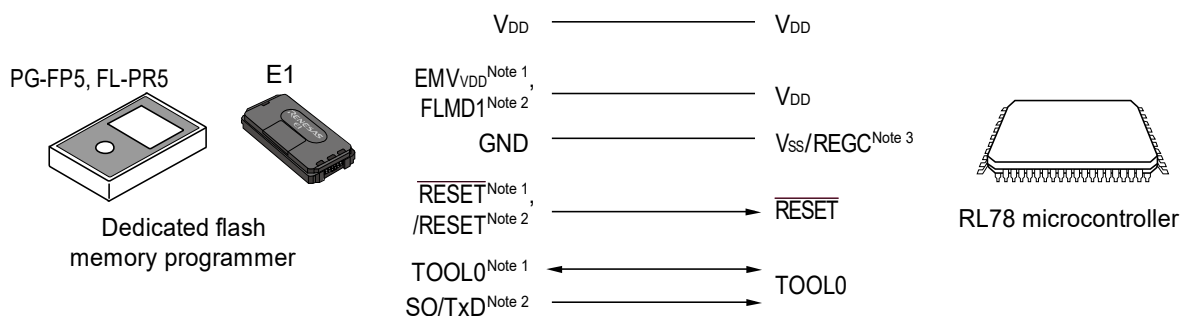 PG-FP5, FL-PR5
E1
RENESAS
E1
Dedicated flash
memory programmer
VDD
VDD
EMVVDD Note 1,
FLMD1 Note 2
VDD
GND
VSS/REGC Note 3
RESET Note 1,
/RESET Note 2
RESET
TOOL0 Note 1
SO/TxD Note 2
TOOL0
RL78 microcontroller